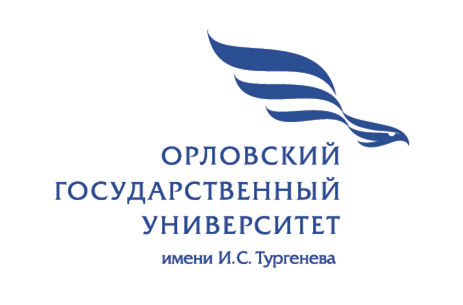 ОРЛОВСКИЙ
ГОСУДАРСТВЕННЫЙ
УНИВЕРСИТЕТ
имени И.С. Тургенева